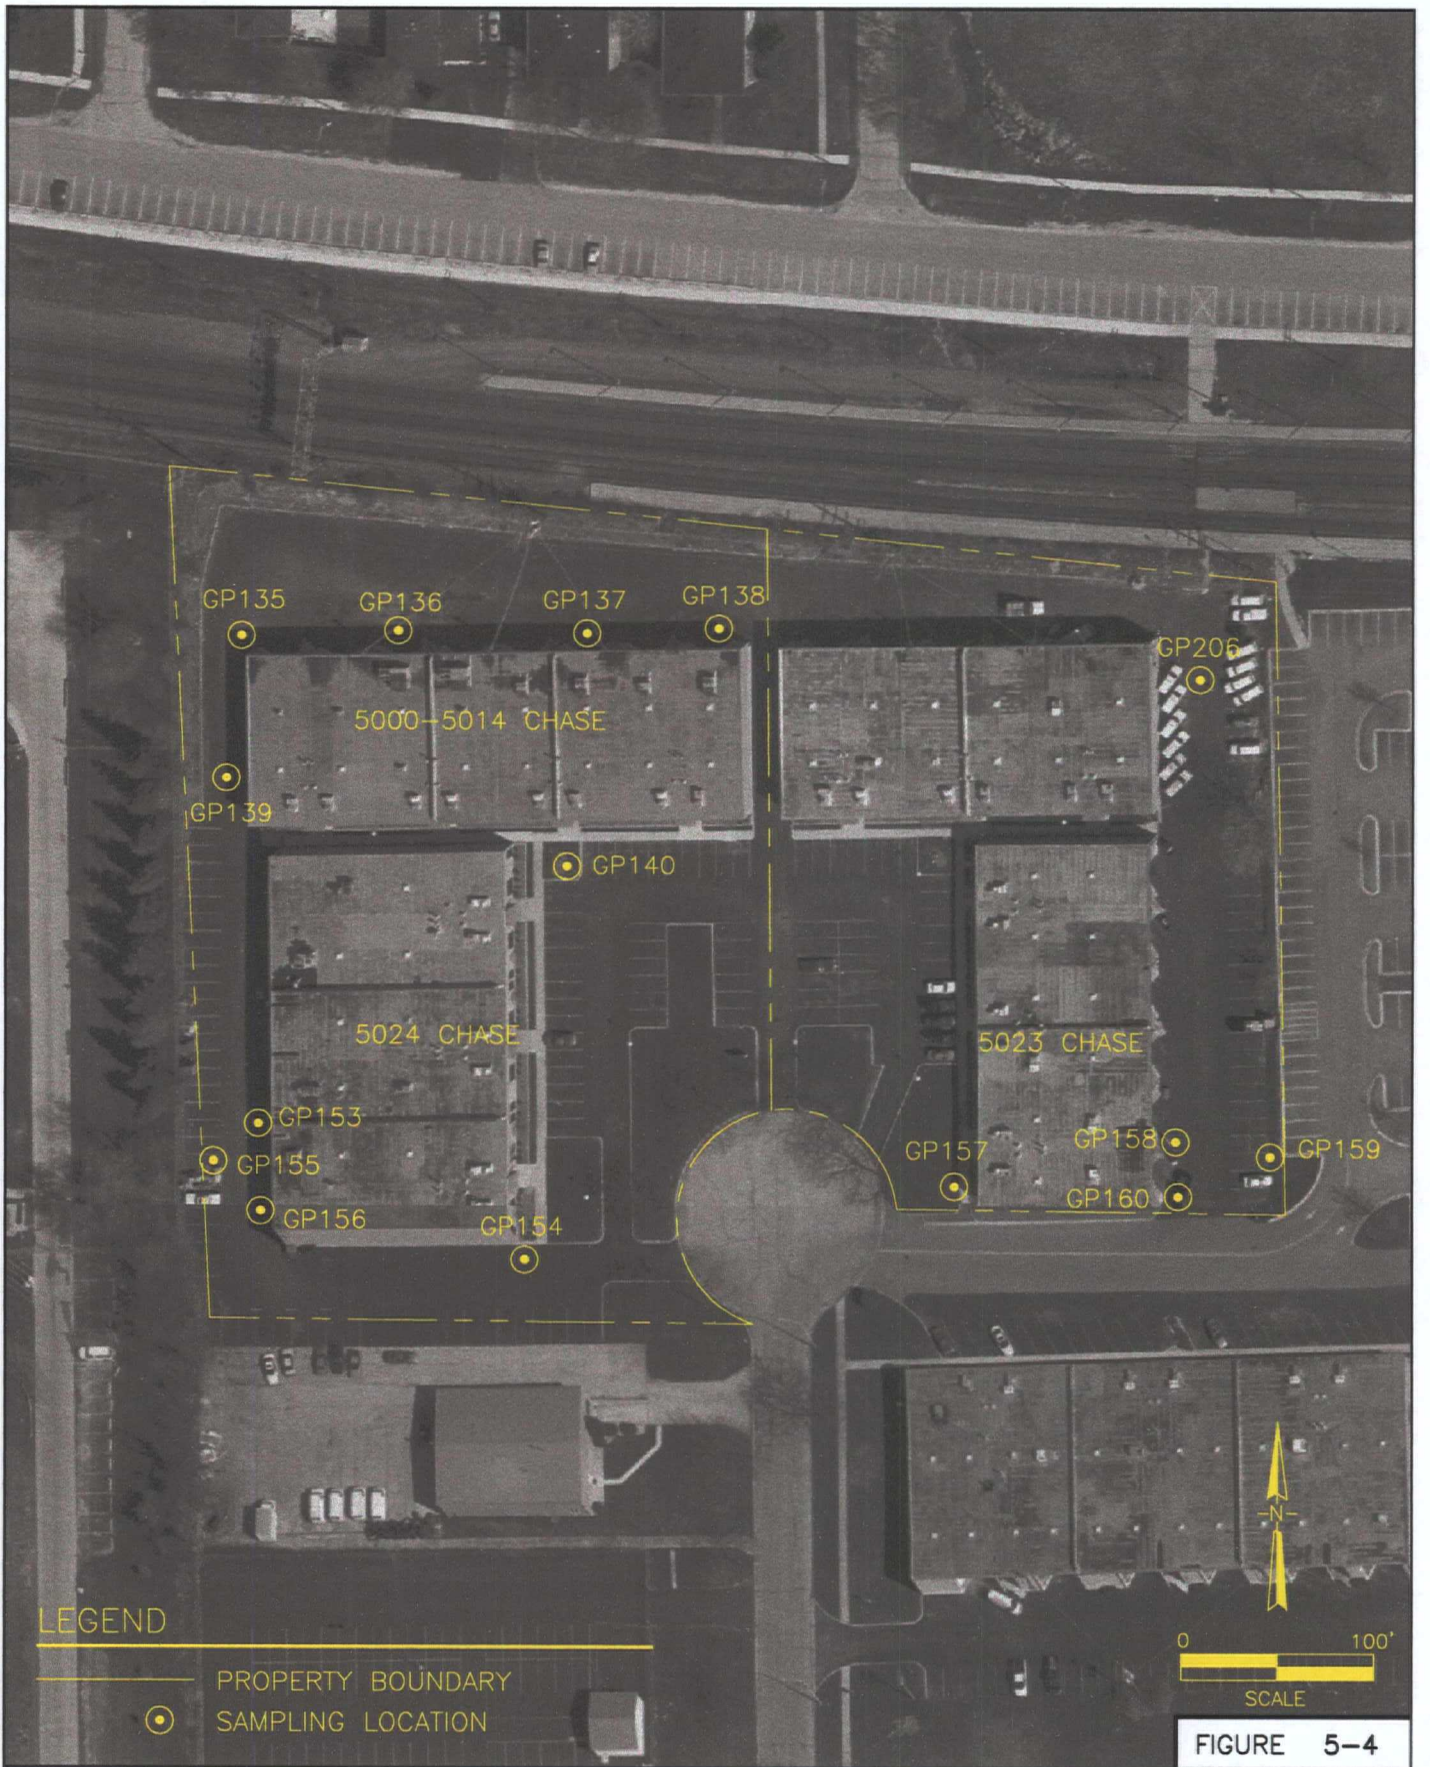 GP135
GP136
GP137
GP138
GP206
5000-5014 CHASE
GP139
GP140
5024 CHASE
5023 CHASE
GP153
GP155
GP156
GP154
GP157
GP158
GP159
GP160
N
LEGEND
PROPERTY BOUNDARY
SAMPLING LOCATION
0 100'
SCALE
FIGURE 5-4